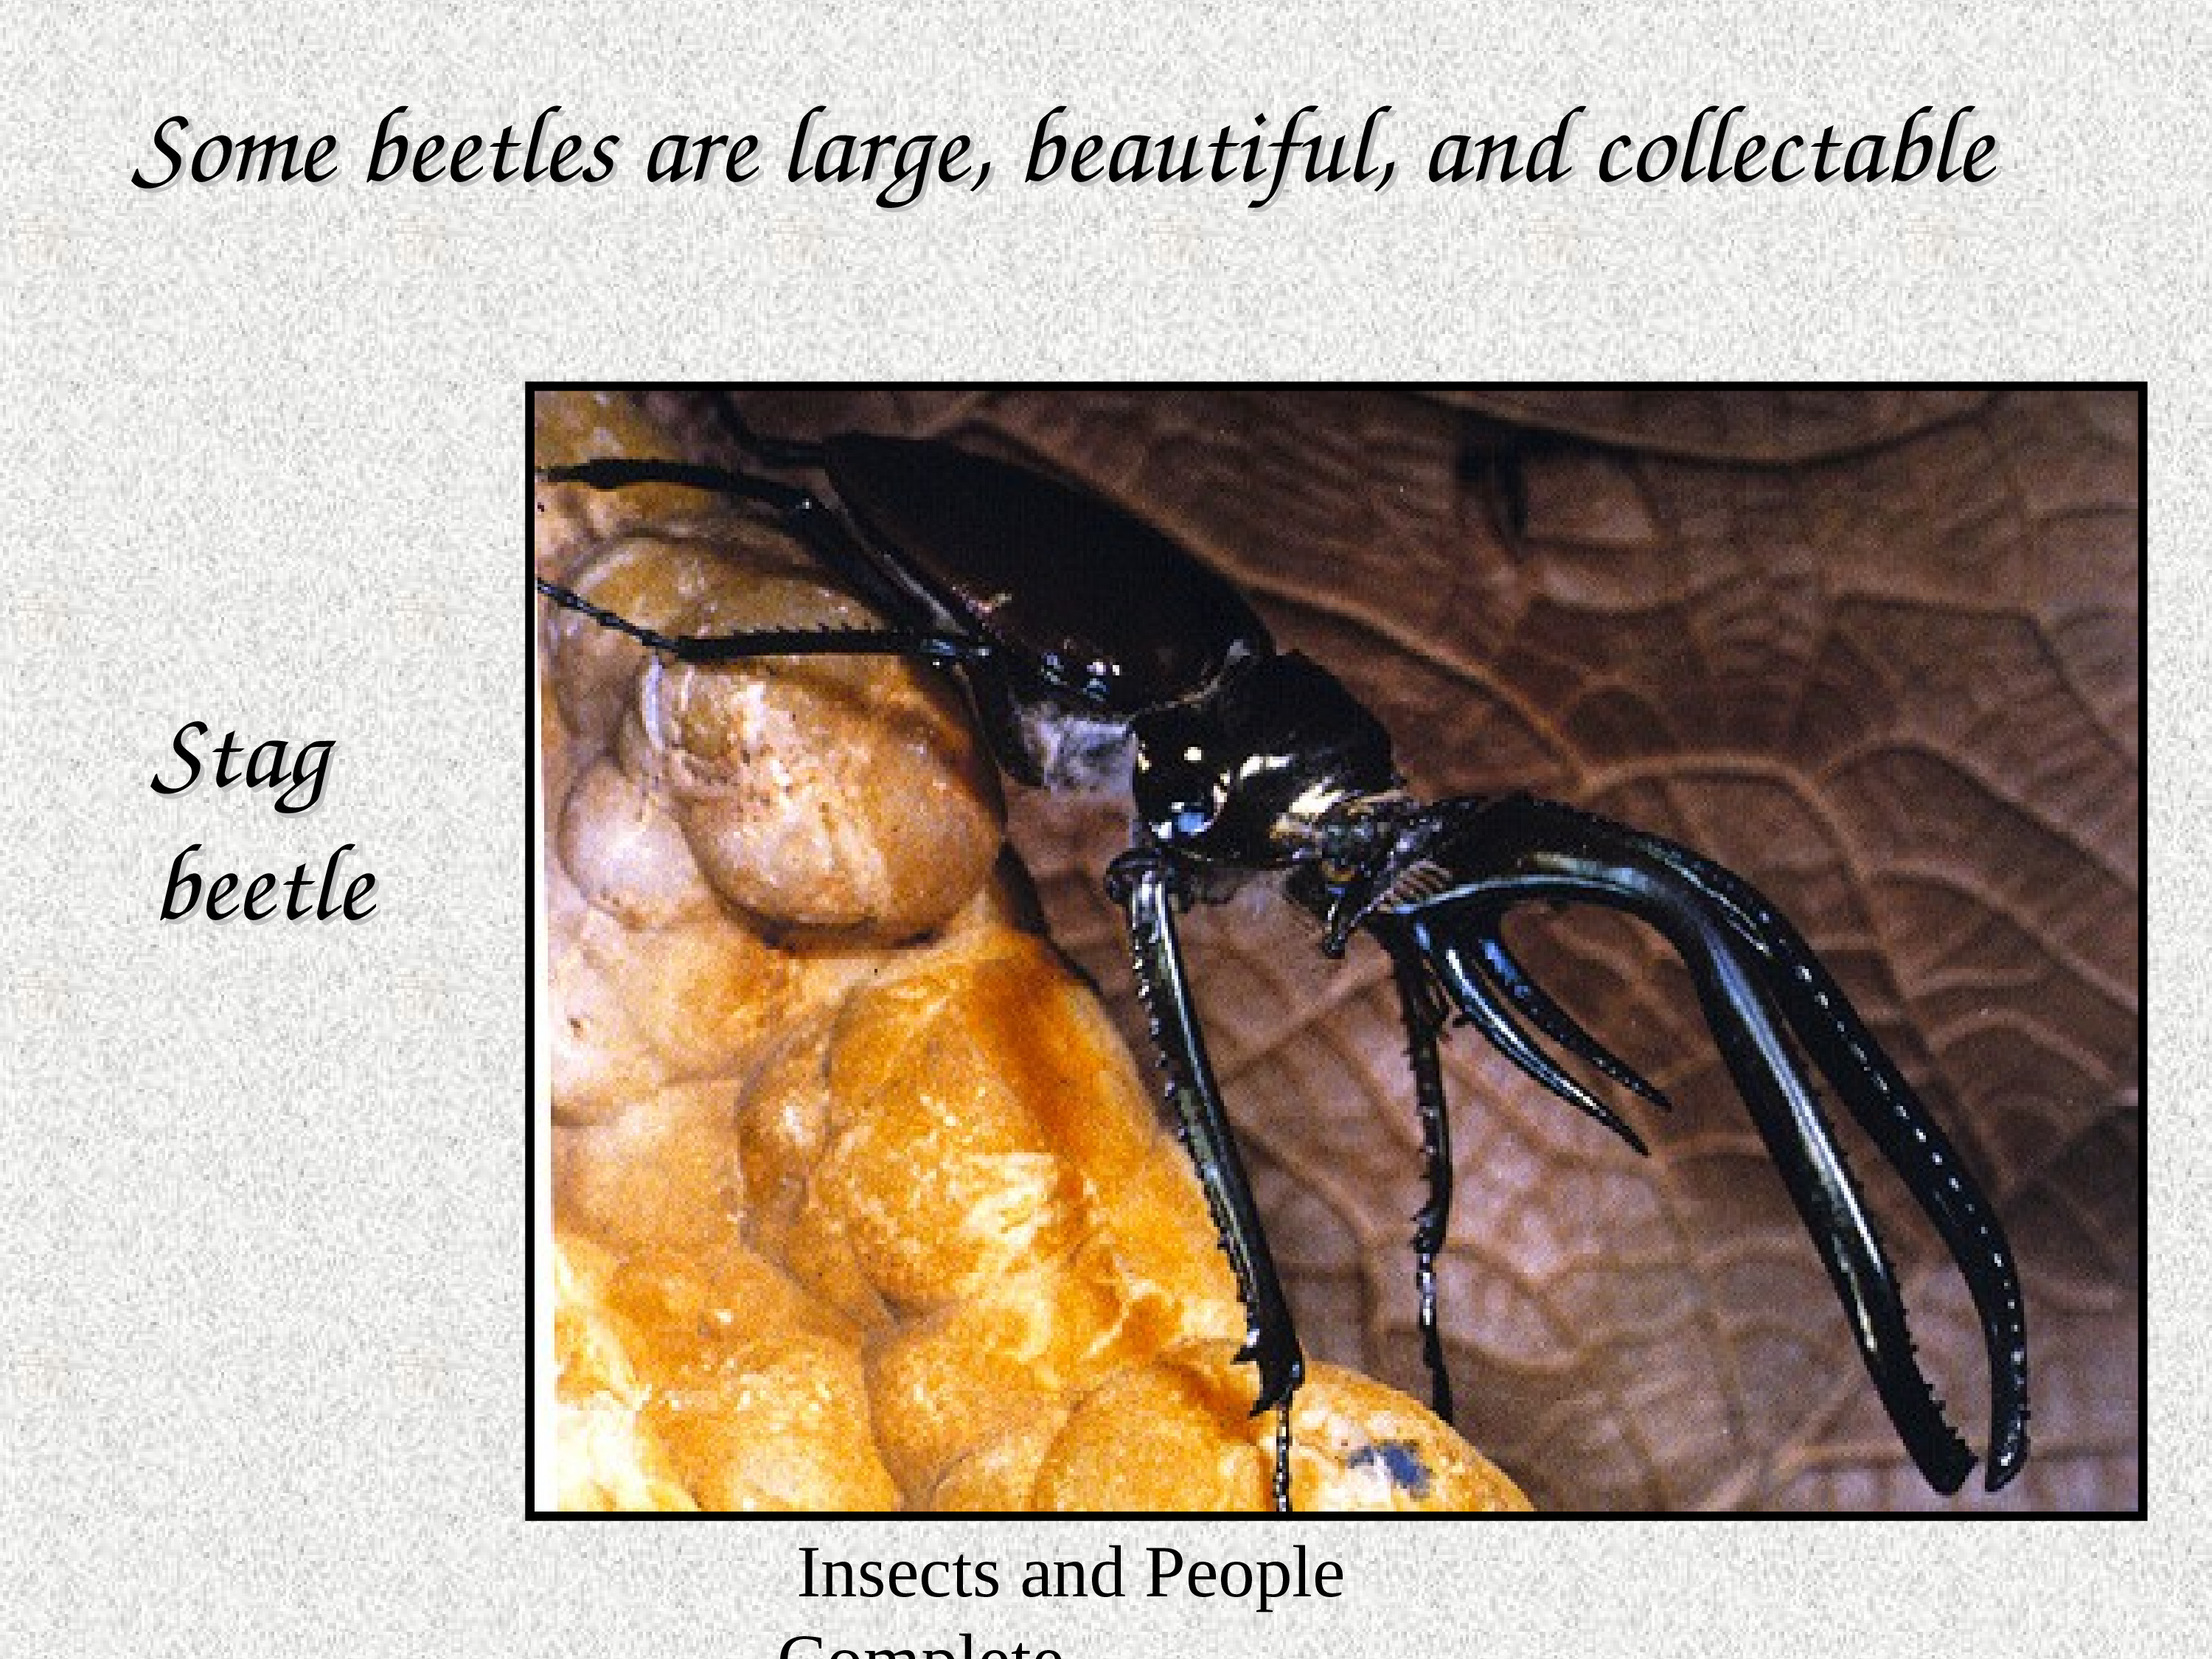 Some beetles are large, beautiful, and collectable
Stag
beetle
Insects and People
Complete